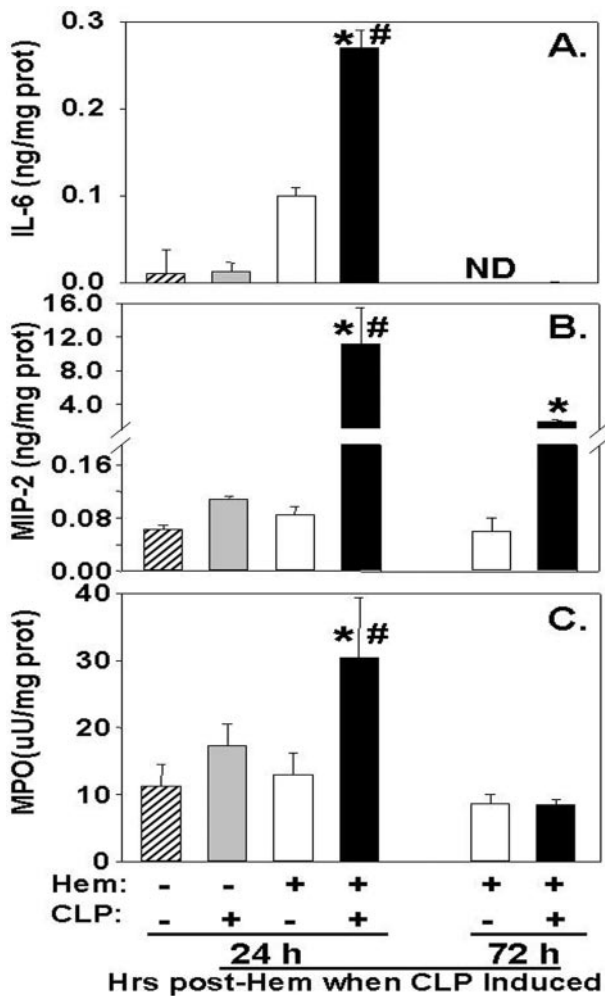 IL-6 (ng/mg prot)
0.3
0.2
0.1
0.0
*#
A.
ND
MIP-2 (ng/mg prot)
16.0
12.0
8.0
4.0
0.16
0.08
0.00
*#
*
B.
MPO(uU/mg prot)
40
30
20
10
0
*#
C.
Hem: - - + + + +
CLP: - + - + - +
24 h 72 h
Hrs post-Hem when CLP Induced